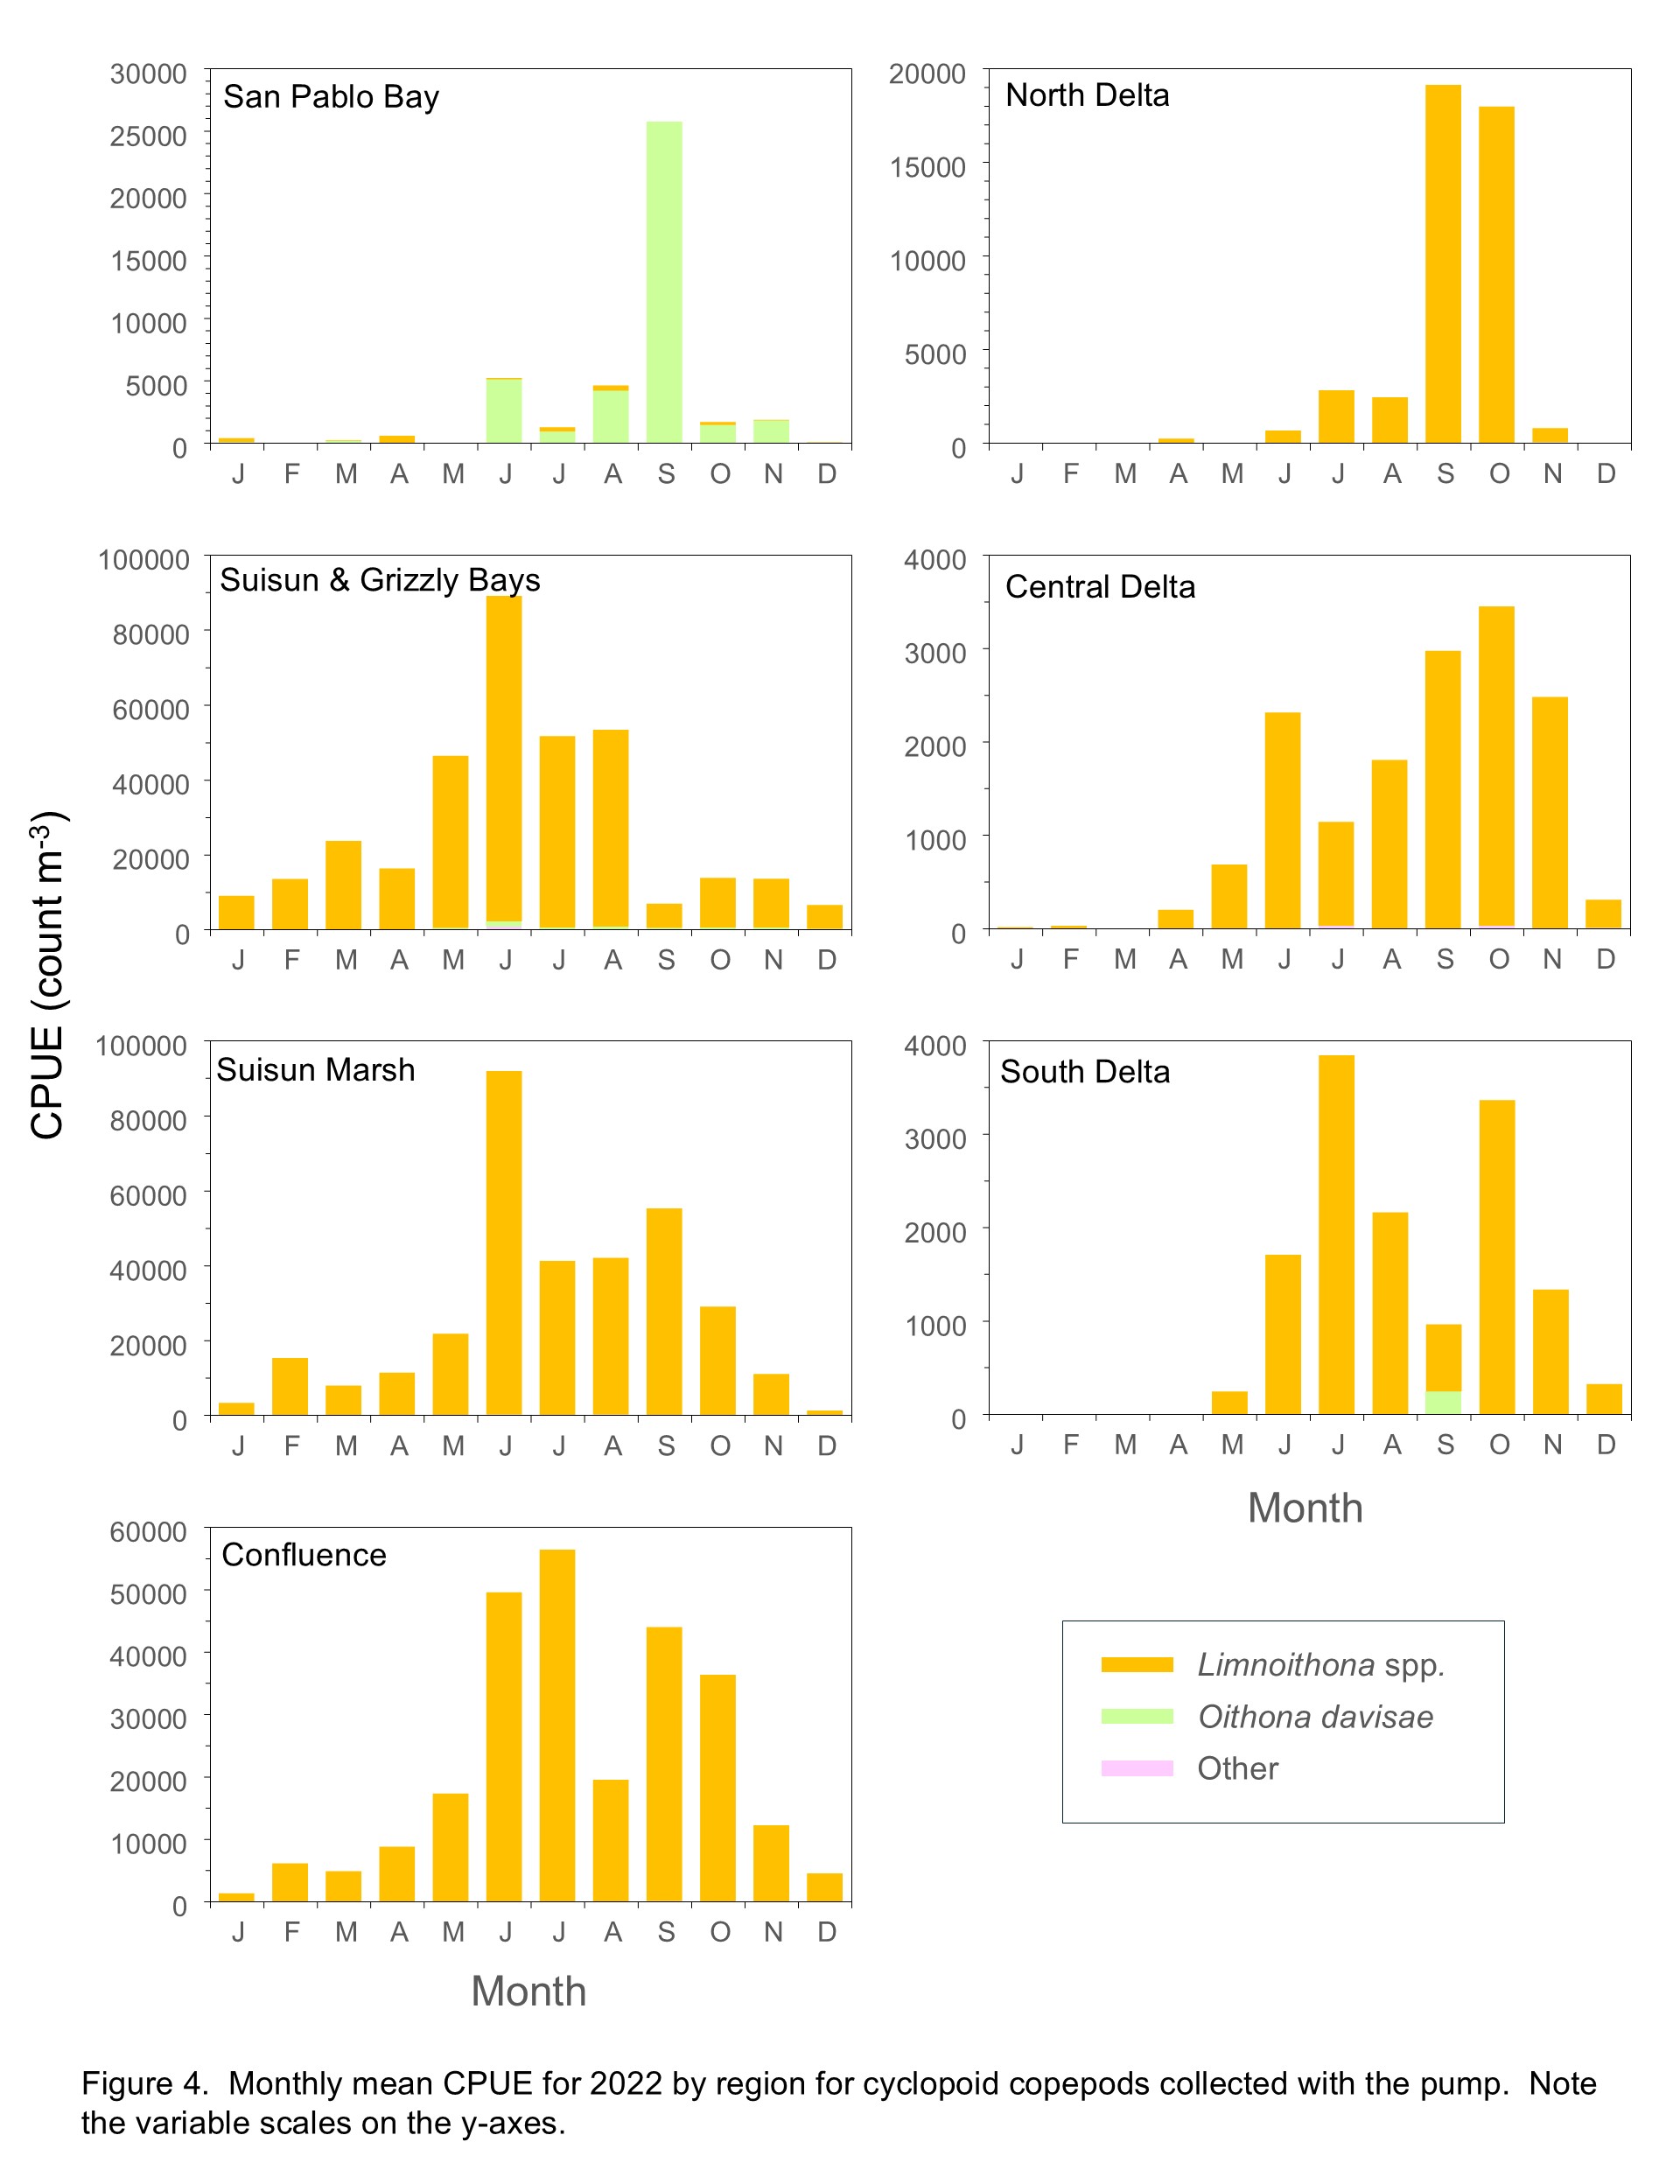 San Pablo Bay
30000
25000
20000
15000
10000
5000
0
J F M A M J J A S O N D
North Delta
20000
15000
10000
5000
0
J F M A M J J A S O N D
Suisun & Grizzly Bays
100000
80000
60000
40000
20000
0
J F M A M J J A S O N D
Central Delta
4000
3000
2000
1000
0
J F M A M J J A S O N D
CPUE (count m-3)
Suisun Marsh
100000
80000
60000
40000
20000
0
J F M A M J J A S O N D
South Delta
4000
3000
2000
1000
0
J F M A M J J A S O N D
Month
Confluence
60000
50000
40000
30000
20000
10000
0
J F M A M J J A S O N D
Month
Limnoithona spp.
Oithona davisae
Other
Figure 4.  Monthly mean CPUE for 2022 by region for cyclopoid copepods collected with the pump.  Note
the variable scales on the y-axes.